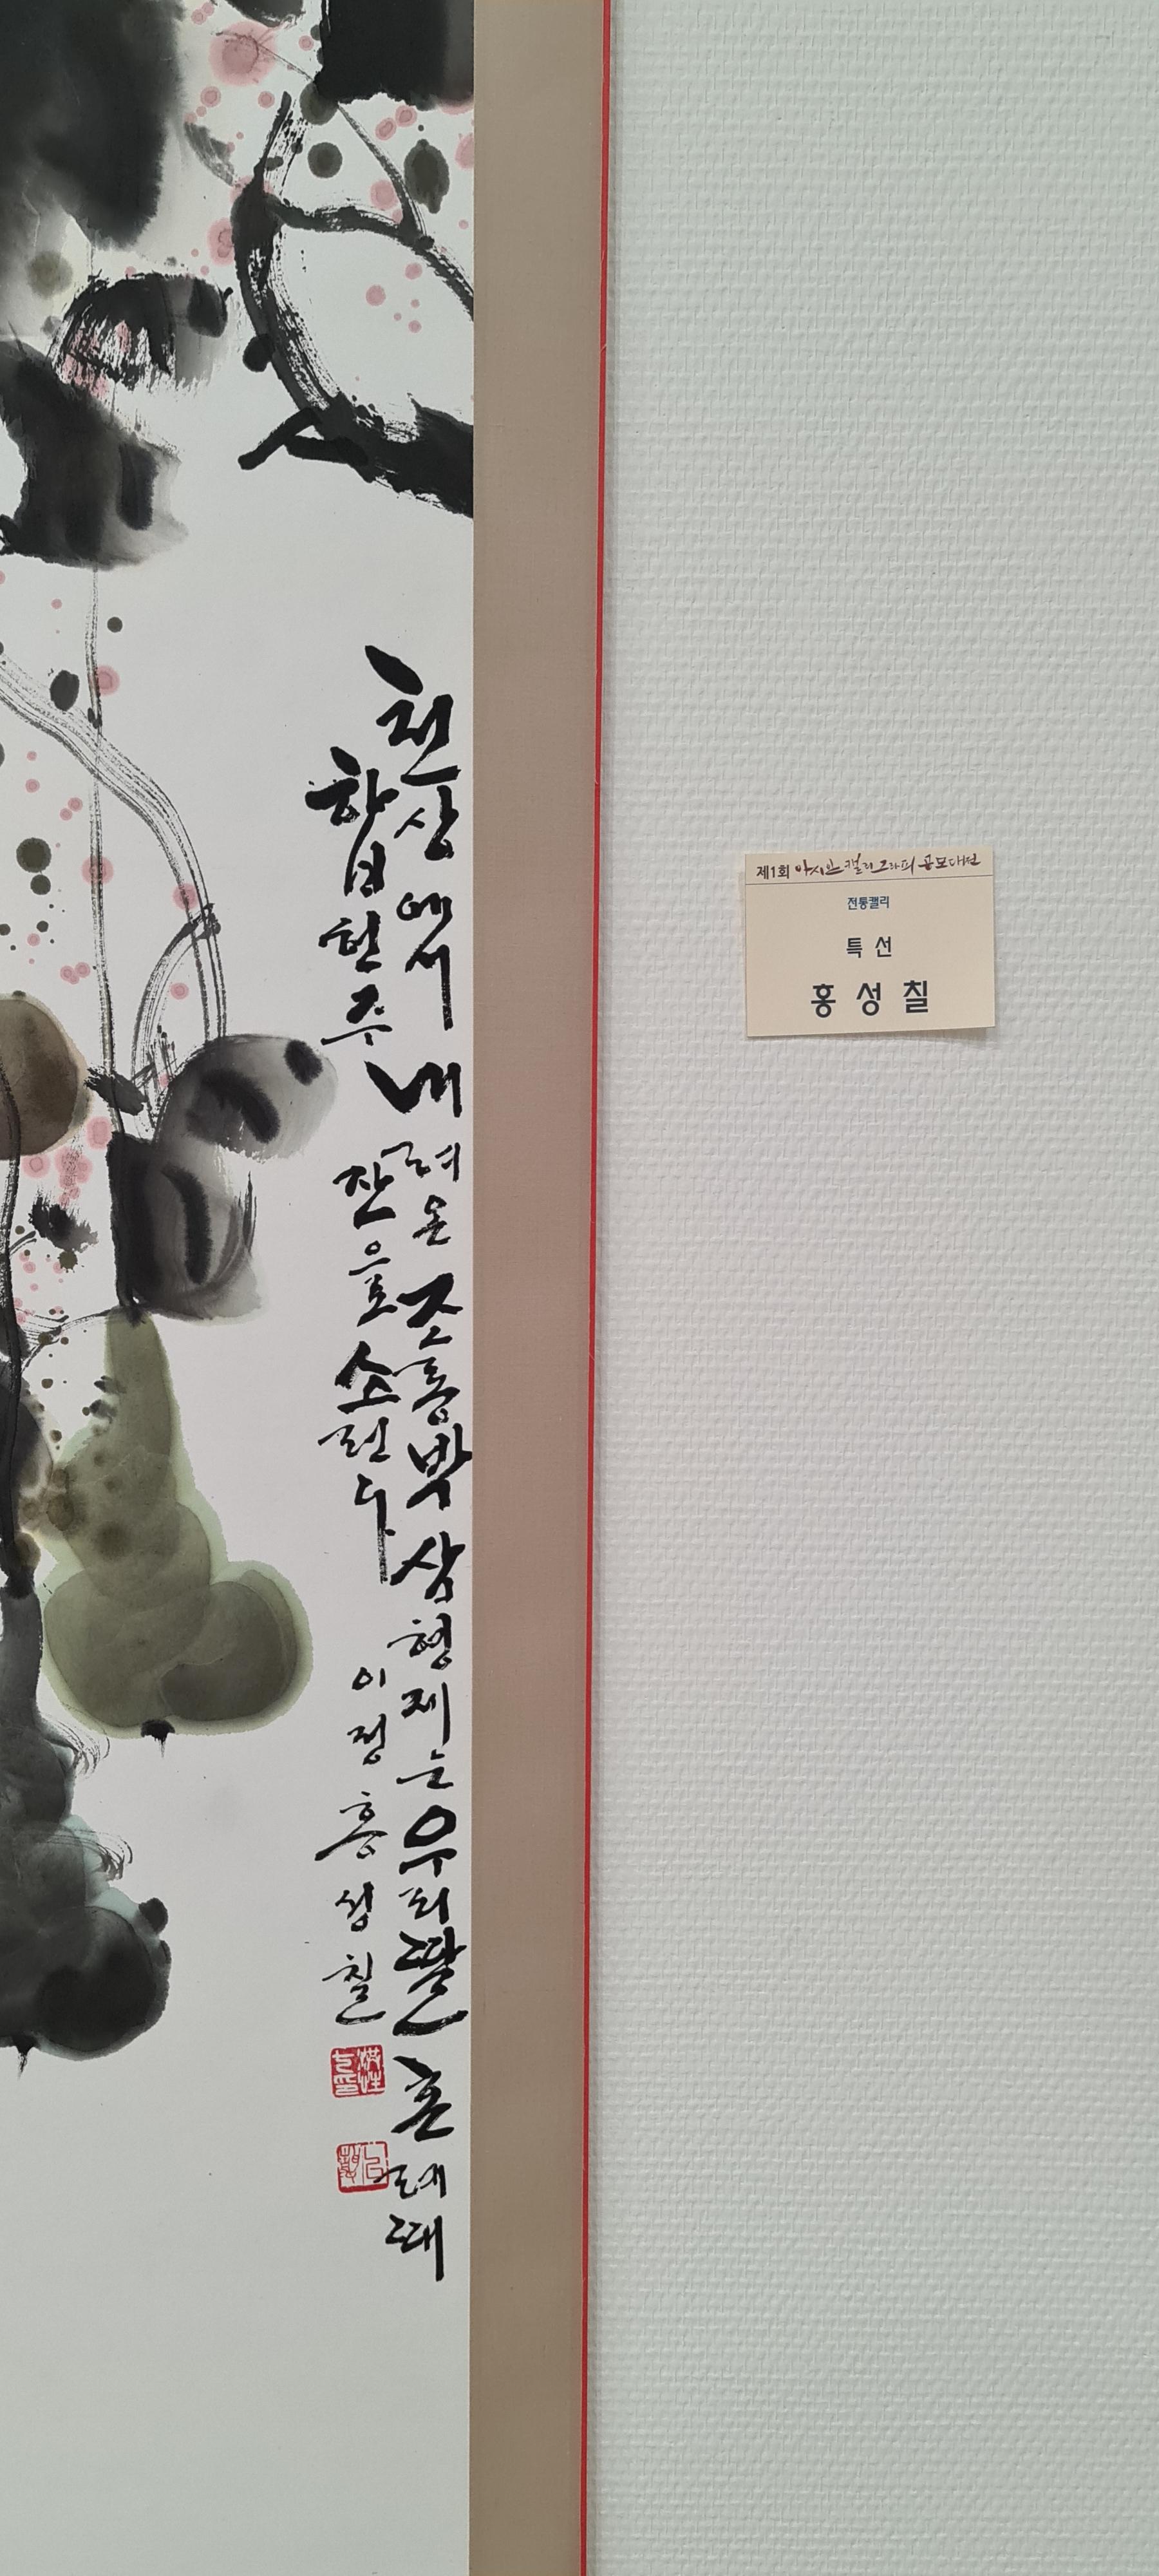 천상에서 내려온 조롱박 삼형제는 우리딸 혼례때
합환주 잔으로 쓰련다
이정 홍성칠
제1회 아시안 캘리그라피 공모대전
전통캘리
특선
홍성칠